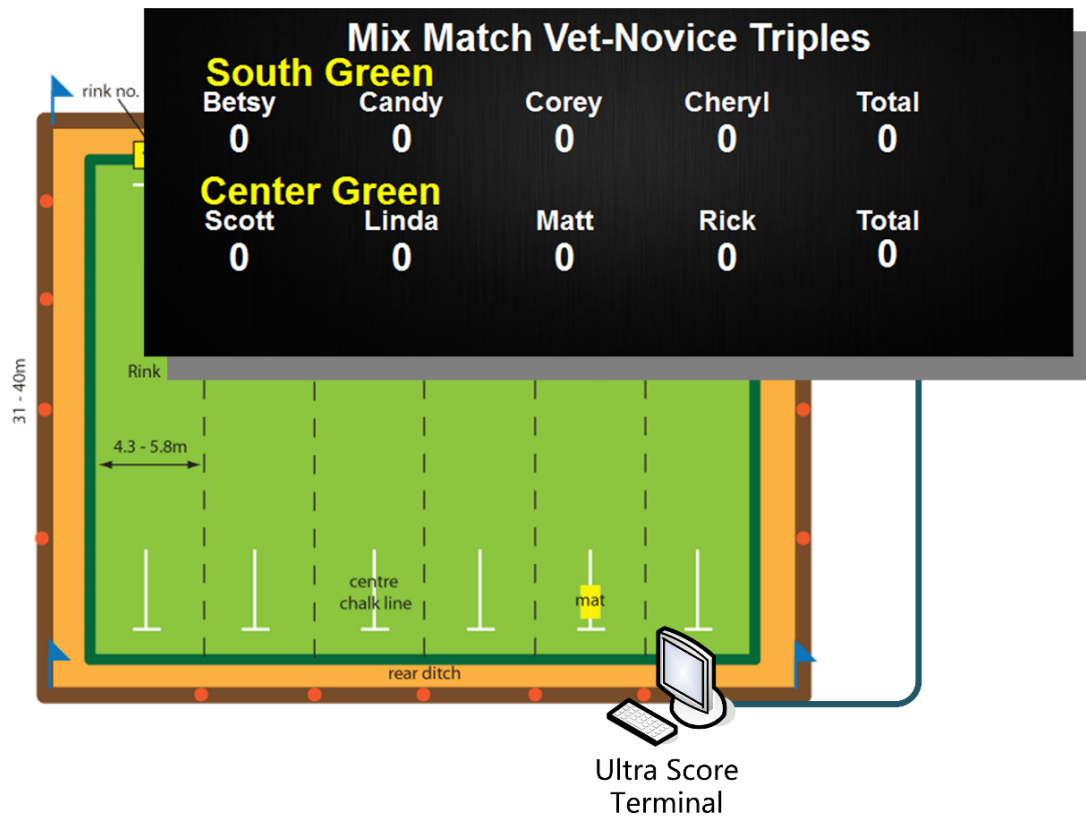 Mix Match Vet-Novice Triples
South Green
Betsy Candy Corey Cheryl Total
0 0 0 0 0
Center Green
Scott Linda Matt Rick Total
0 0 0 0 0
rink no.
31 - 40m
Rink
4.3 - 5.8m
centre
chalk line
mat
rear ditch
Ultra Score
Terminal